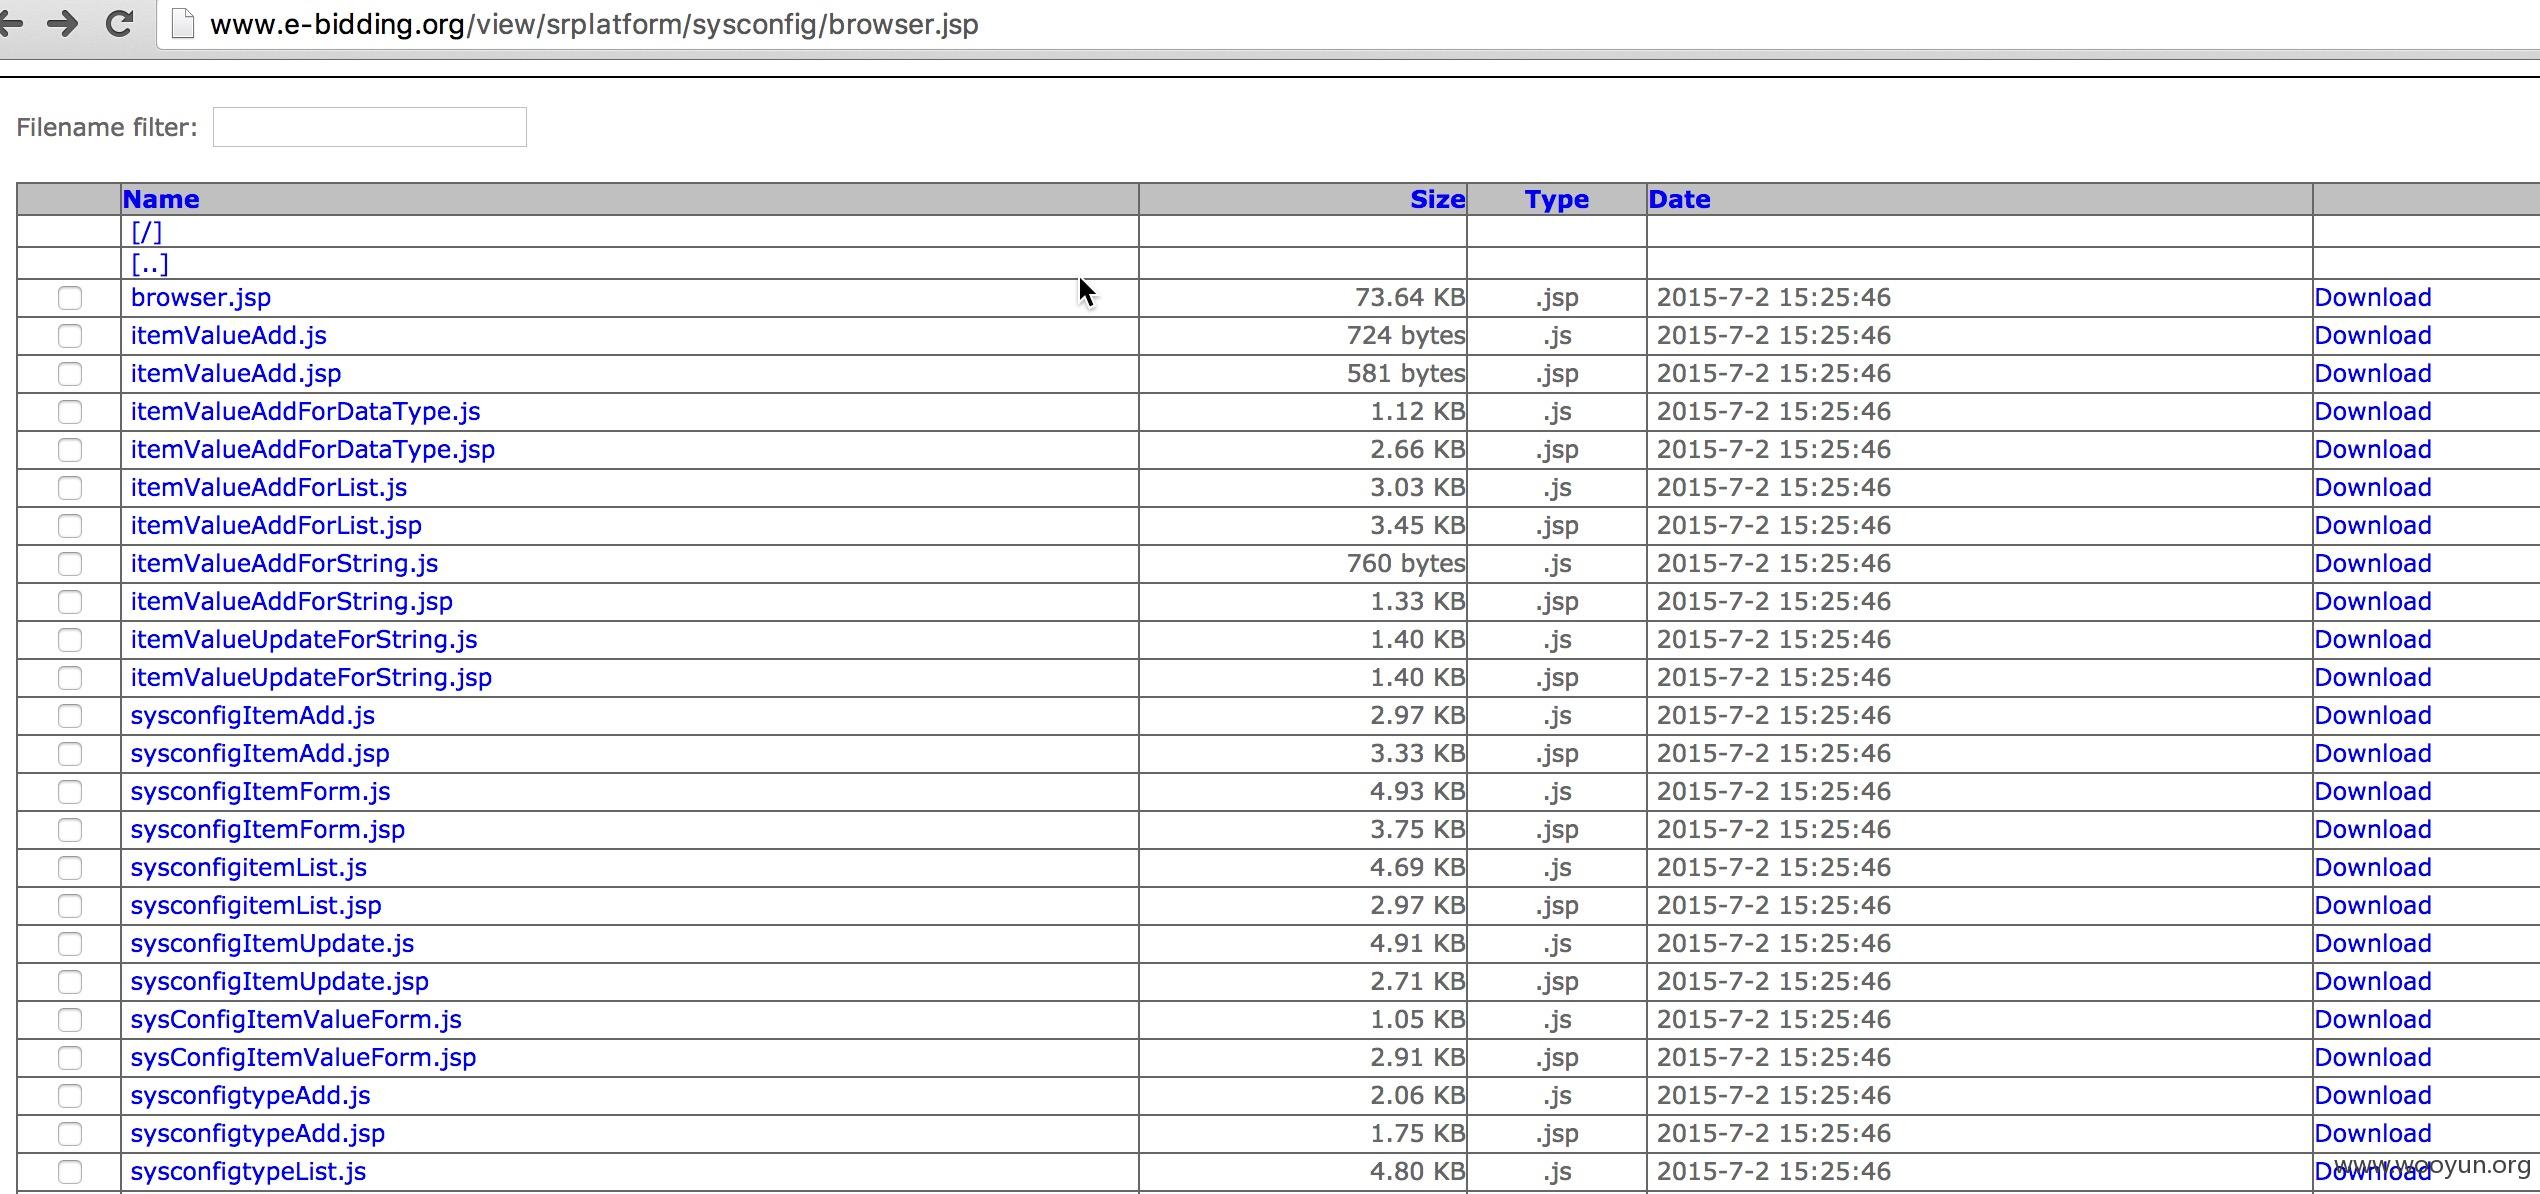 www.e-bidding.org/view/srplatform/sysconfig/browser.jsp
Filename filter:
Name Size Type Date
[/]
[..]
browser.jsp 73.64 KB .jsp 2015-7-2 15:25:46 Download
itemValueAdd.js 724 bytes .js 2015-7-2 15:25:46 Download
itemValueAdd.jsp 581 bytes .jsp 2015-7-2 15:25:46 Download
itemValueAddForDataType.js 1.12 KB .js 2015-7-2 15:25:46 Download
itemValueAddForDataType.jsp 2.66 KB .jsp 2015-7-2 15:25:46 Download
itemValueAddForList.js 3.03 KB .js 2015-7-2 15:25:46 Download
itemValueAddForList.jsp 3.45 KB .jsp 2015-7-2 15:25:46 Download
itemValueAddForString.js 760 bytes .js 2015-7-2 15:25:46 Download
itemValueAddForString.jsp 1.33 KB .jsp 2015-7-2 15:25:46 Download
itemValueUpdateForString.js 1.40 KB .js 2015-7-2 15:25:46 Download
itemValueUpdateForString.jsp 1.40 KB .jsp 2015-7-2 15:25:46 Download
sysconfigItemAdd.js 2.97 KB .js 2015-7-2 15:25:46 Download
sysconfigItemAdd.jsp 3.33 KB .jsp 2015-7-2 15:25:46 Download
sysconfigItemForm.js 4.93 KB .js 2015-7-2 15:25:46 Download
sysconfigItemForm.jsp 3.75 KB .jsp 2015-7-2 15:25:46 Download
sysconfigitemList.js 4.69 KB .js 2015-7-2 15:25:46 Download
sysconfigitemList.jsp 2.97 KB .jsp 2015-7-2 15:25:46 Download
sysconfigItemUpdate.js 4.91 KB .js 2015-7-2 15:25:46 Download
sysconfigItemUpdate.jsp 2.71 KB .jsp 2015-7-2 15:25:46 Download
sysConfigItemValueForm.js 1.05 KB .js 2015-7-2 15:25:46 Download
sysConfigItemValueForm.jsp 2.91 KB .jsp 2015-7-2 15:25:46 Download
sysconfigtypeAdd.js 2.06 KB .js 2015-7-2 15:25:46 Download
sysconfigtypeAdd.jsp 1.75 KB .jsp 2015-7-2 15:25:46 Download
sysconfigtypeList.js 4.80 KB .js 2015-7-2 15:25:46 Download
www.wooyun.org